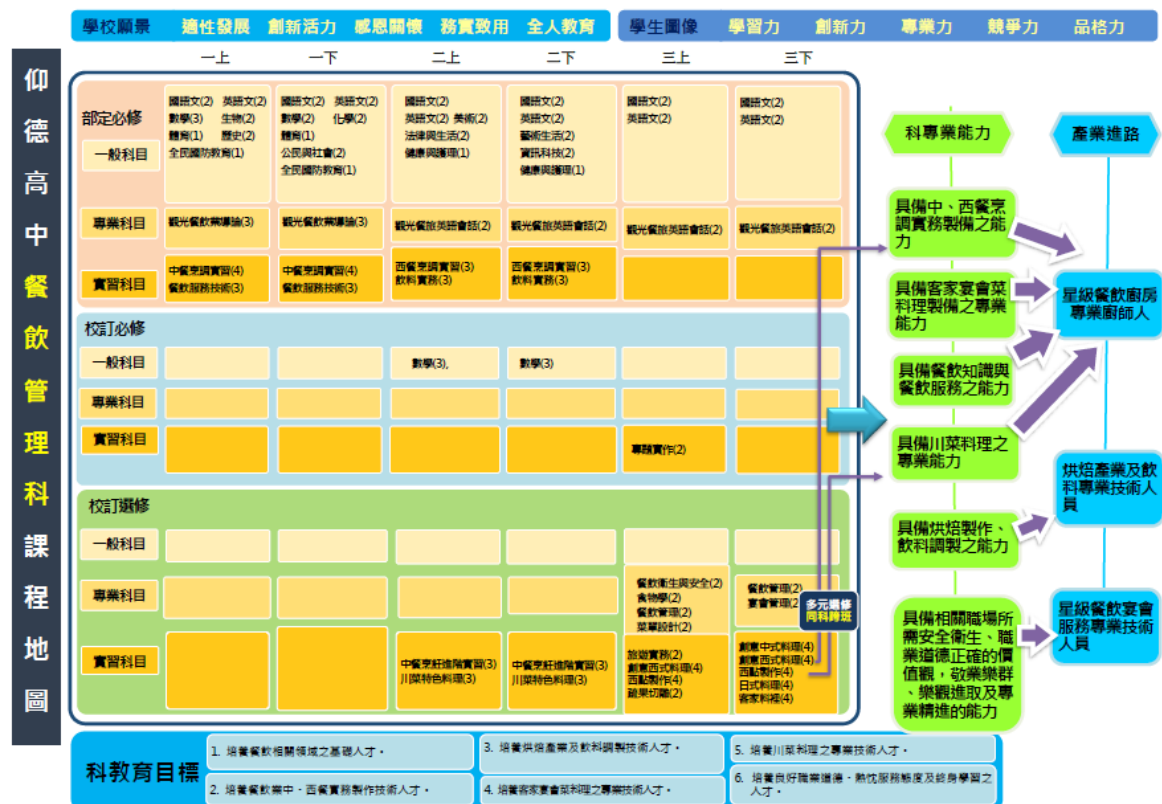 學校願景 適性發展 創新活力 感恩關懷 務實致用 全人教育 學生圖像 學習力 創新力 專業力 競爭力 品格力
仰德高中餐飲管理科課程地圖
一上 一下 二上 二下 三上 三下
部定必修
一般科目
國語文(2) 英語文(2)
數學(3) 生物(2)
體育(1) 歷史(2)
全民國防教育(1)
國語文(2) 英語文(2)
數學(2) 化學(2)
體育(1)
公民與社會(2)
全民國防教育(1)
國語文(2)
英語文(2) 美術(2)
法律與生活(2)
健康與護理(1)
國語文(2)
英語文(2)
藝術生活(2)
資訊科技(2)
健康與護理(1)
國語文(2)
英語文(2)
國語文(2)
英語文(2)
專業科目
觀光餐飲業導論(3)
觀光餐飲業導論(3)
觀光餐旅英語會話(2)
觀光餐旅英語會話(2)
觀光餐旅英語會話(2)
觀光餐旅英語會話(2)
實習科目
中餐烹調實習(4)
餐飲服務技術(3)
中餐烹調實習(4)
餐飲服務技術(3)
西餐烹調實習(3)
飲料實務(3)
西餐烹調實習(3)
飲料實務(3)
校訂必修
一般科目
數學(3),
數學(3)
專業科目
實習科目
專題實作(2)
校訂選修
一般科目
專業科目
餐飲衛生與安全(2)
食物學(2)
餐飲管理(2)
菜單設計(2)
餐飲管理(2)
宴會管理(2)
多元選修
同科跨班
實習科目
中餐烹飪進階實習(3)
川菜特色料理(3)
中餐烹飪進階實習(3)
川菜特色料理(3)
旅遊實務(2)
創意西式料理(4)
西點製作(4)
蔬果切雕(2)
創意中式料理(4)
創意西式料理(4)
西點製作(4)
日式料理(4)
客家料裡(4)
科專業能力
具備中、西餐烹
調實務製備之能
力
具備客家宴會菜
料理製備之專業
能力
具備餐飲知識與
餐飲服務之能力
具備川菜料理之
專業能力
具備烘焙製作、
飲料調製之能力
具備相關職場所
需安全衛生、職
業道德正確的價
值觀，敬業樂群
、樂觀進取及專
業精進的能力
產業進路
星級餐飲廚房
專業廚師人
烘焙產業及飲
料專業技術人
員
星級餐飲宴會
服務專業技術
人員
科教育目標
1. 培養餐飲相關領域之基礎人才。
2. 培養餐飲業中、西餐實務製作技術人才。
3. 培養烘焙產業及飲料調製技術人才。
4. 培養客家宴會菜料理之專業技術人才。
5. 培養川菜料理之專業技術人才。
6. 培養良好職業道德、熱忱服務態度及終身學習之
人才。